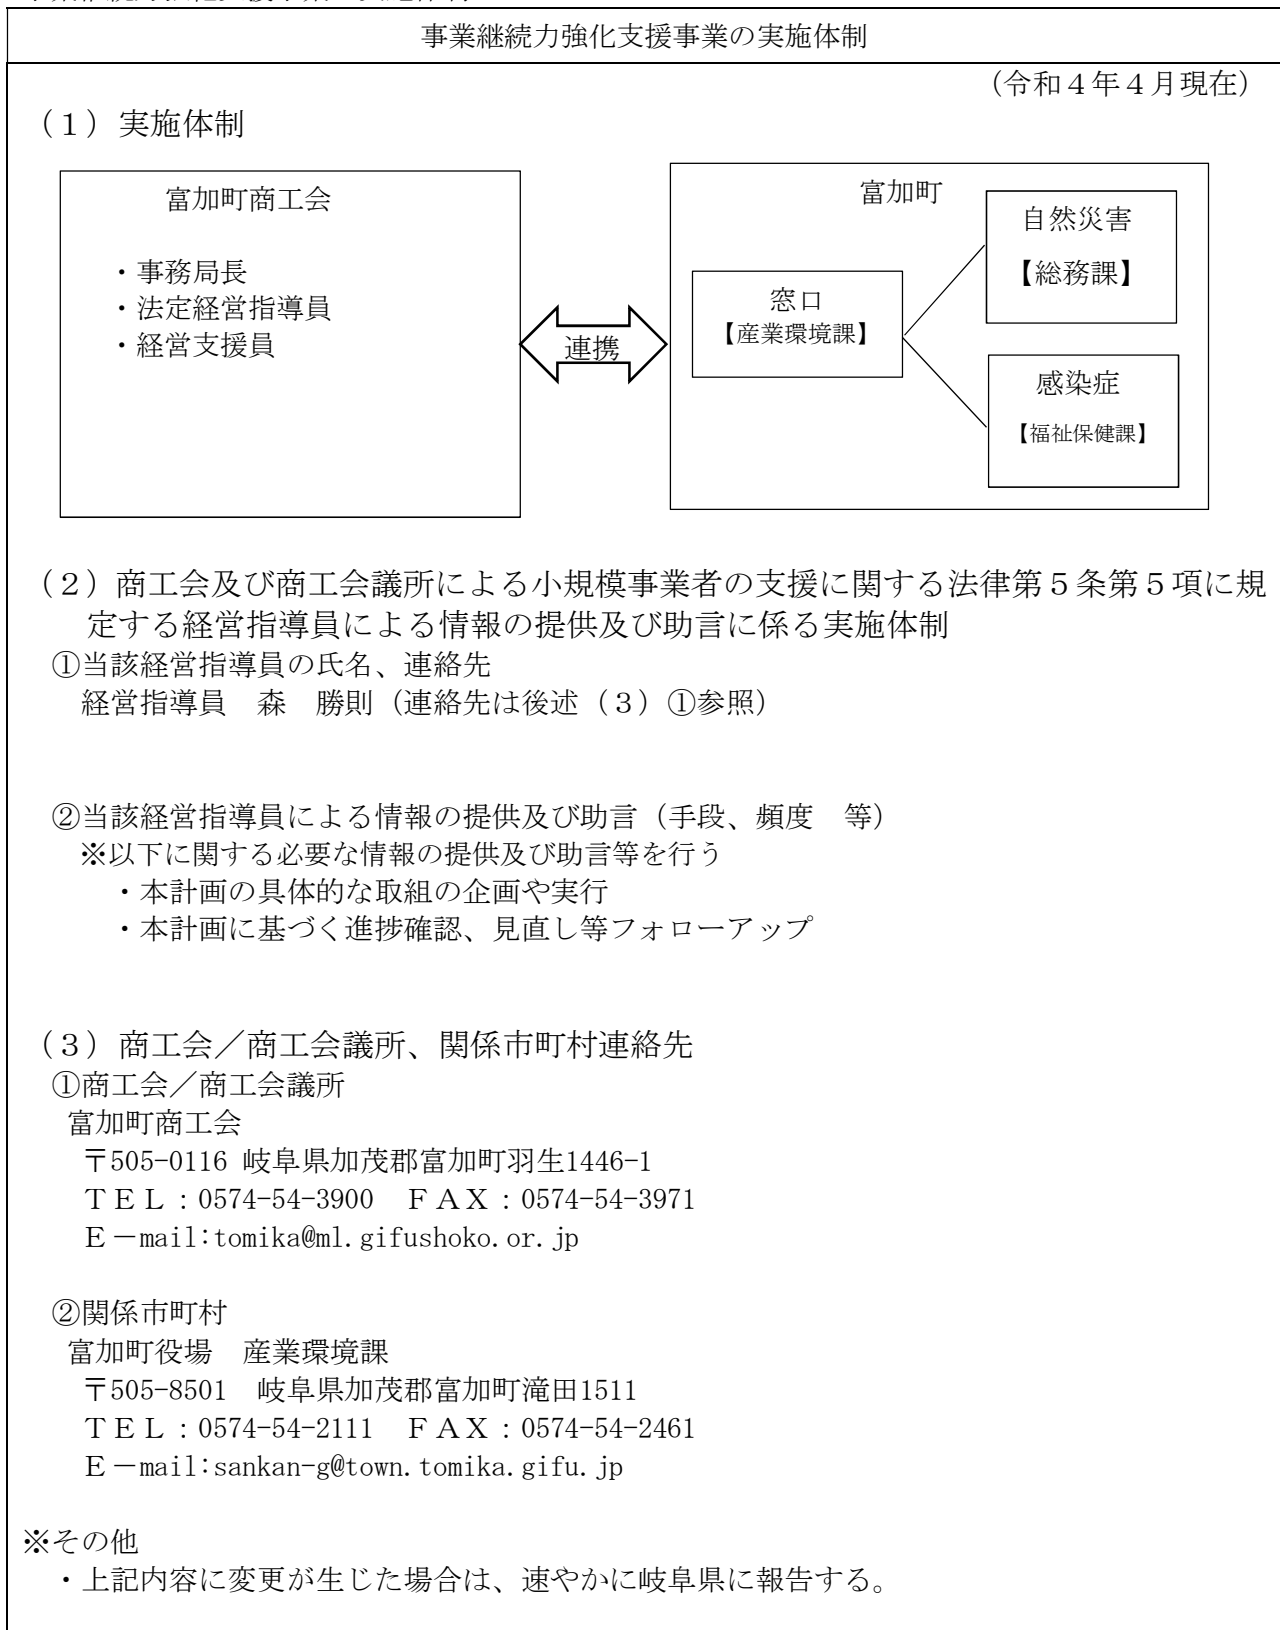 事業継続力強化支援事業の実施体制
（令和４年４月現在）
（１）実施体制
富加町商工会
・事務局長
・法定経営指導員
・経営支援員
連携
富加町
窓口
【産業環境課】
自然災害
【総務課】
感染症
【福祉保健課】
（２）商工会及び商工会議所による小規模事業者の支援に関する法律第５条第５項に規
定する経営指導員による情報の提供及び助言に係る実施体制
①当該経営指導員の氏名、連絡先
経営指導員　森　勝則（連絡先は後述（３）①参照）
②当該経営指導員による情報の提供及び助言（手段、頻度　等）
※以下に関する必要な情報の提供及び助言等を行う
・本計画の具体的な取組の企画や実行
・本計画に基づく進捗確認、見直し等フォローアップ
（３）商工会／商工会議所、関係市町村連絡先
①商工会／商工会議所
富加町商工会
〒505-0116 岐阜県加茂郡富加町羽生1446-1
ＴＥＬ：0574-54-3900　ＦＡＸ：0574-54-3971
Ｅ－mail:tomika@ml.gifushoko.or.jp
②関係市町村
富加町役場　産業環境課
〒505-8501　岐阜県加茂郡富加町滝田1511
ＴＥＬ：0574-54-2111　ＦＡＸ：0574-54-2461
Ｅ－mail:sankan-g@town.tomika.gifu.jp
※その他
・上記内容に変更が生じた場合は、速やかに岐阜県に報告する。